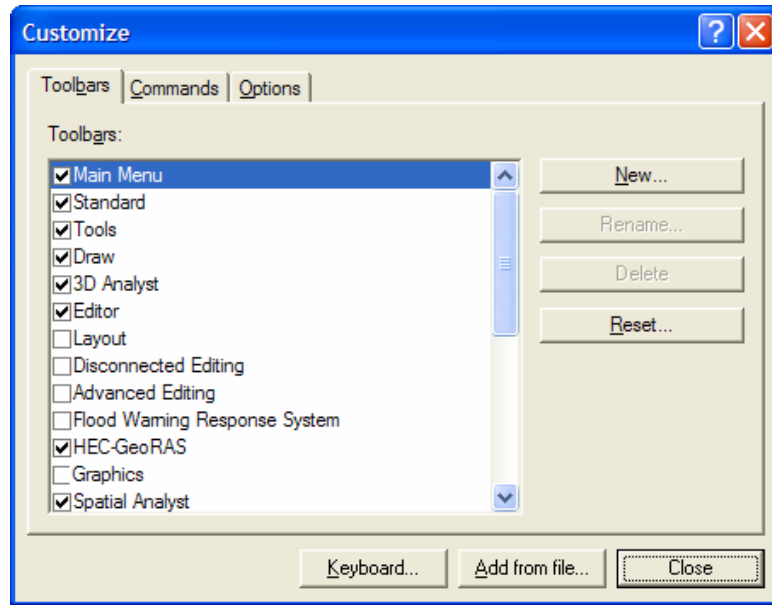 Customize
Toolbars Commands Options
Toolbars:
Main Menu
Standard
Tools
Draw
3D Analyst
Editor
Layout
Disconnected Editing
Advanced Editing
Flood Warning Response System
HEC-GeoRAS
Graphics
Spatial Analyst
New...
Rename...
Delete
Reset...
Keyboard... Add from file... Close